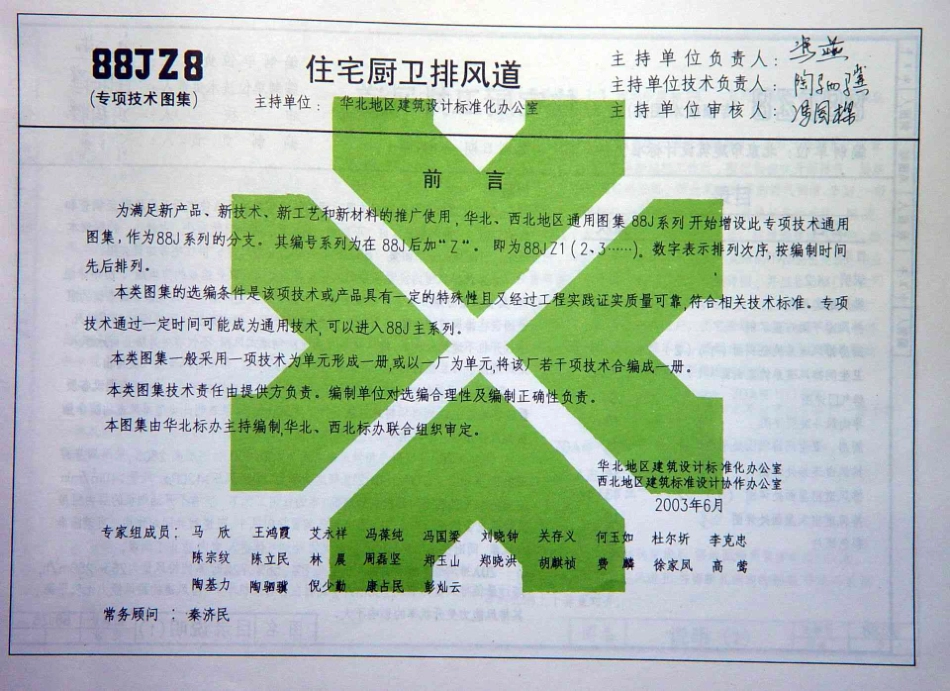 88JZ8
(专项技术图集)
住宅厨卫排风道
主持单位： 华北地区建筑设计标准化办公室
主持单位负责人：
主持单位技术负责人：
主持单位审核人：
前 言
为满足新产品、新技术、新工艺和新材料的推广使用，华北、西北地区通用图集 88J系列开始增设此专项技术通用
图集，作为88J系列的分支。其编号系列为在 88J后加“Z”。 即为88JZ1（2、3……)。数字表示排列次序，按编制时间
先后排列。
本类图集的选编条件是该项技术或产品具有一定的特殊性且又经过工程实践证实质量可靠，符合相关技术标准。专项
技术通过一定时间可能成为通用技术，可以进入88J主系列。
本类图集一般采用一项技术为单元形成一册，或以一厂为单元，将该厂若干项技术合编成一册。
本类图集技术责任由提供方负责。编制单位对选编合理性及编制正确性负责。
本图集由华北标办主持编制，华北、西北标办联合组织审定。
华北地区建筑设计标准化办公室
西北地区建筑标准设计协作办公室
2003年6月
专家组成员： 马 欣 王鸿霞 艾永祥 冯葆纯 冯国梁 刘晓钟 关存义 何玉如 杜尔圻 李克忠
陈宗纹 陈立民 林 晨 周磊坚 郑玉山 郑晓洪 胡麒祯 费 麟 徐家凤 高 莺
陶基力 陶驷骥 倪少勤 康占民 彭灿云
常务顾问 ： 秦济民